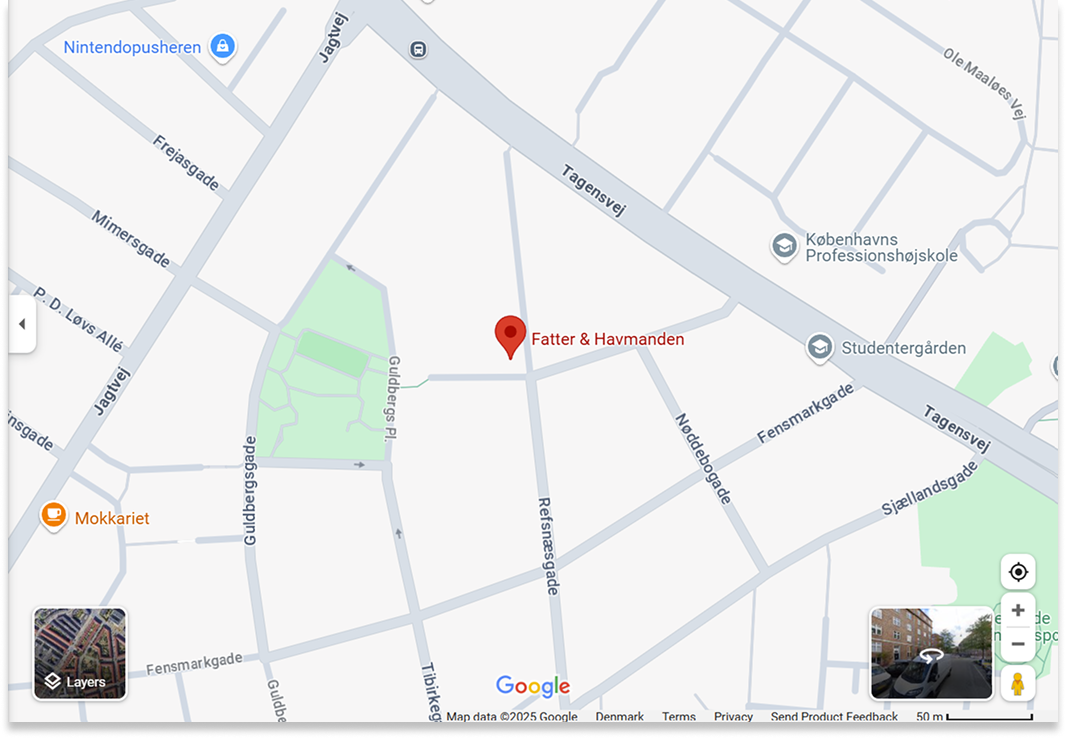 Jagtvej
Nintendopusheren
Ole Maaløes Vej
Frejasgade
Tagensvej
Mimersgade
Københavns
Professionshøjskole
P. D. Løvs Allé
Fatter & Havmanden
Studentergården
Jagtvej
Guldbergs Pl.
Fensmarkgade
Tagensvej
insgade
Nøddebogade
Guldbergsgade
Sjællandsgade
Mokkariet
Refsnæsgade
Fensmarkgade
Layers
Guldbe
Tibirkeg
Google
Map data ©2025 Google Denmark Terms Privacy Send Product Feedback 50 m